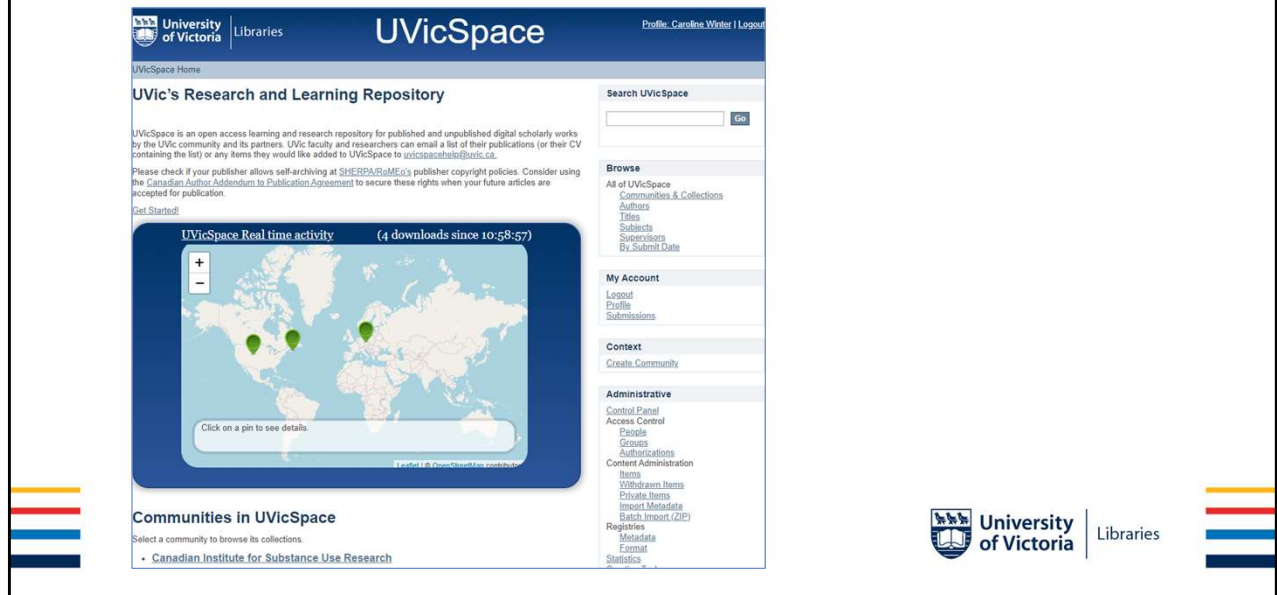 University
of Victoria
Libraries
UVicSpace
Profile: Caroline Winter | Logout
UVicSpace Home
UVic's Research and Learning Repository
UVicSpace is an open access learning and research repository for published and unpublished digital scholarly works
by the UVic community and its partners. UVic faculty and researchers can email a list of their publications (or their CV
containing the list) or any items they would like added to UVicSpace to uvicspacehelp@uvic.ca.
Please check if your publisher allows self-archiving at SHERPA/RoMEO's publisher copyright policies. Consider using
the Canadian Author Addendum to Publication Agreement to secure these rights when your future articles are
accepted for publication.
Get Started!
UVicSpace Real time activity (4 downloads since 10:58:57)
+
−
Click on a pin to see details.
Leaflet | © OpenStreetMap contributors
Communities in UVicSpace
Select a community to browse its collections.
• Canadian Institute for Substance Use Research
Search UVicSpace
Go
Browse
All of UVicSpace
Communities & Collections
Authors
Titles
Subjects
Supervisors
By Submit Date
My Account
Logout
Profile
Submissions
Context
Create Community
Administrative
Control Panel
Access Control
People
Groups
Authorizations
Content Administration
Items
Withdrawn Items
Private Items
Import Metadata
Batch Import (ZIP)
Registries
Metadata
Format
Statistics
University
of Victoria
Libraries